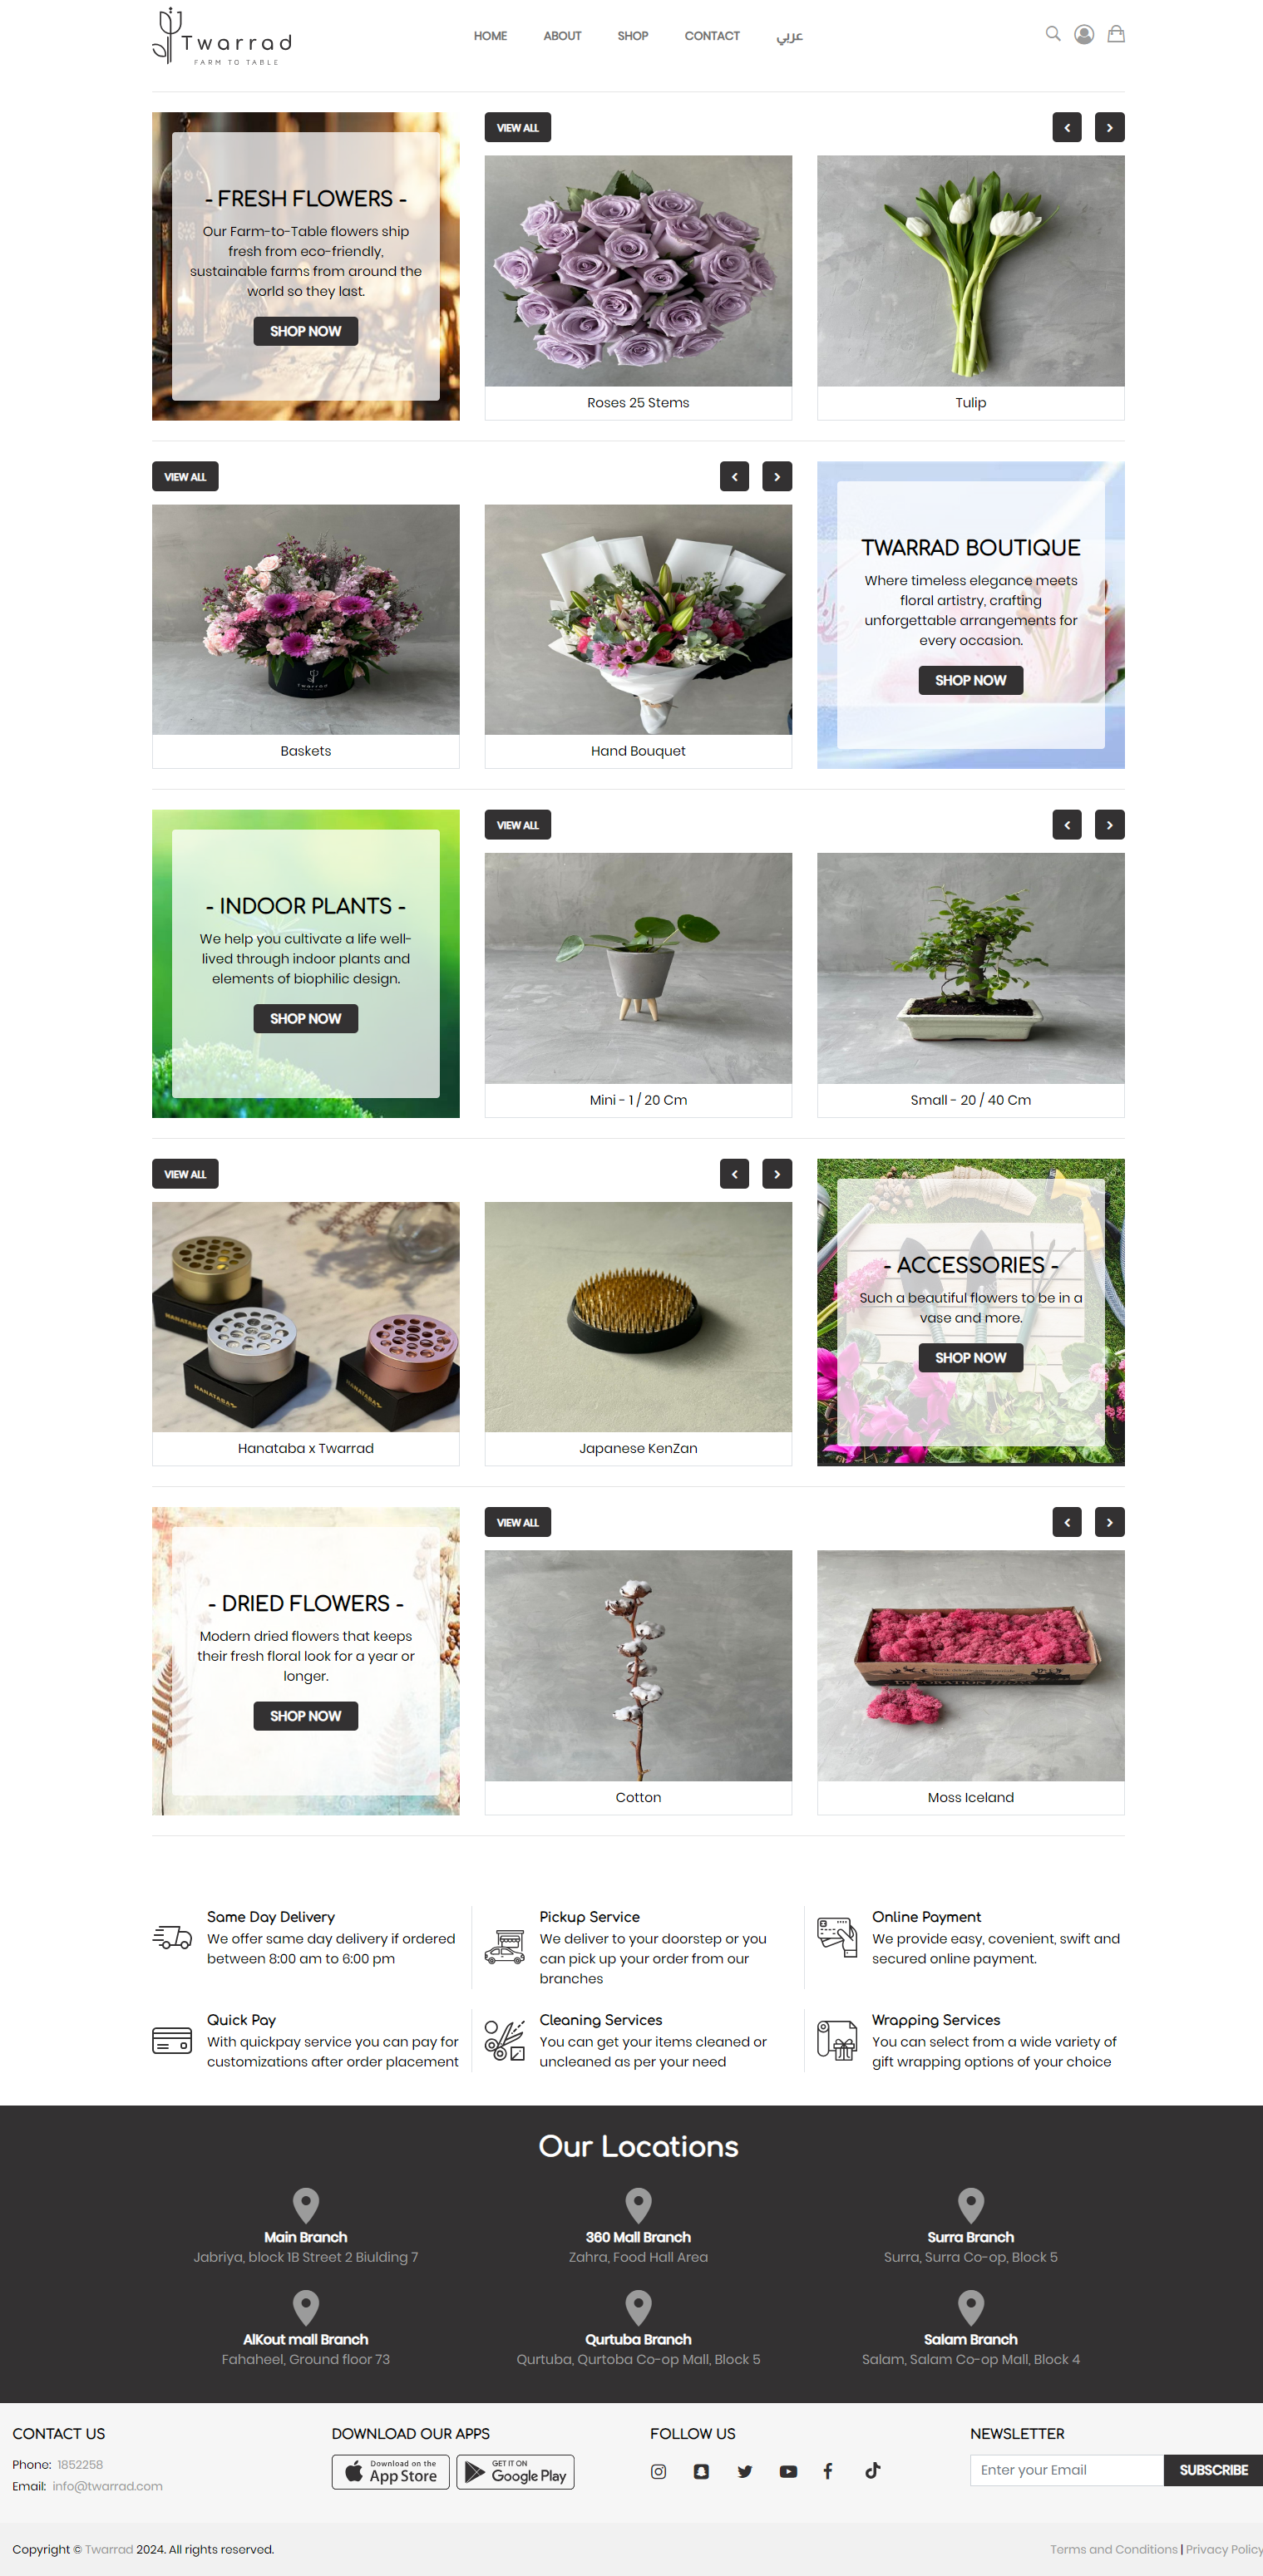 Twarrad
FARM TO TABLE
HOME ABOUT SHOP CONTACT عربي
- FRESH FLOWERS -
Our Farm-to-Table flowers ship
fresh from eco-friendly,
sustainable farms from around the
world so they last.
SHOP NOW
VIEW ALL
Roses 25 Stems
Tulip
VIEW ALL
Twarrad
Baskets
Hand Bouquet
TWARRAD BOUTIQUE
Where timeless elegance meets
floral artistry, crafting
unforgettable arrangements for
every occasion.
SHOP NOW
- INDOOR PLANTS -
We help you cultivate a life well-
lived through indoor plants and
elements of biophilic design.
SHOP NOW
VIEW ALL
Mini - 1 / 20 Cm
Small - 20 / 40 Cm
VIEW ALL
HANATABA
HANATABA
HANATABA
Hanataba x Twarrad
Japanese KenZan
- ACCESSORIES -
Such a beautiful flowers to be in a
vase and more.
SHOP NOW
- DRIED FLOWERS -
Modern dried flowers that keeps
their fresh floral look for a year or
longer.
SHOP NOW
VIEW ALL
Cotton
DECORATION
Moss Iceland
Same Day Delivery
We offer same day delivery if ordered
between 8:00 am to 6:00 pm
Pickup Service
We deliver to your doorstep or you
can pick up your order from our
branches
Online Payment
We provide easy, covenient, swift and
secured online payment.
Quick Pay
With quickpay service you can pay for
customizations after order placement
Cleaning Services
You can get your items cleaned or
uncleaned as per your need
Wrapping Services
You can select from a wide variety of
gift wrapping options of your choice
Our Locations
Main Branch
Jabriya, block 1B Street 2 Biulding 7
360 Mall Branch
Zahra, Food Hall Area
Surra Branch
Surra, Surra Co-op, Block 5
AlKout mall Branch
Fahaheel, Ground floor 73
Qurtuba Branch
Qurtuba, Qurtoba Co-op Mall, Block 5
Salam Branch
Salam, Salam Co-op Mall, Block 4
CONTACT US
Phone: 1852258
Email: info@twarrad.com
DOWNLOAD OUR APPS
Download on the
App Store
GET IT ON
Google Play
FOLLOW US
NEWSLETTER
Enter your Email
SUBSCRIBE
Copyright © Twarrad 2024. All rights reserved.
Terms and Conditions | Privacy Policy